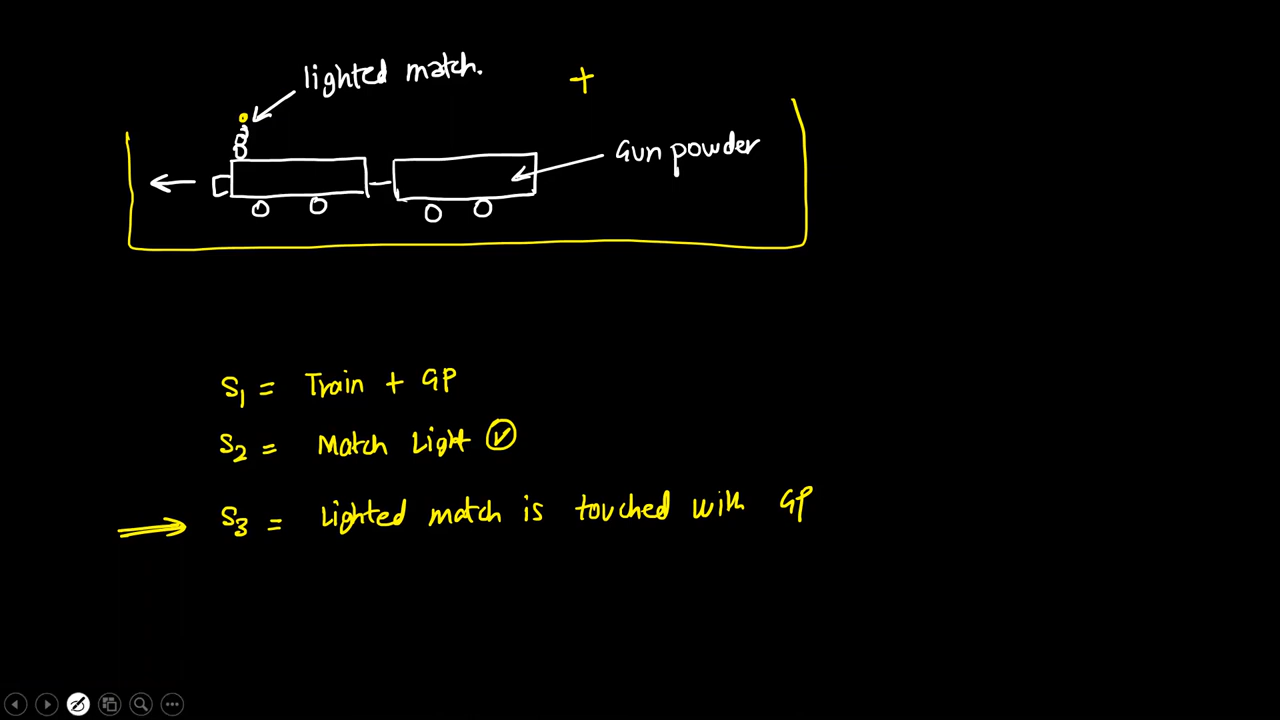 lighted match.
+
Gun powder
S1 = Train + GP
S2 = Match Light ✓
S3 = Lighted match is touched with GP